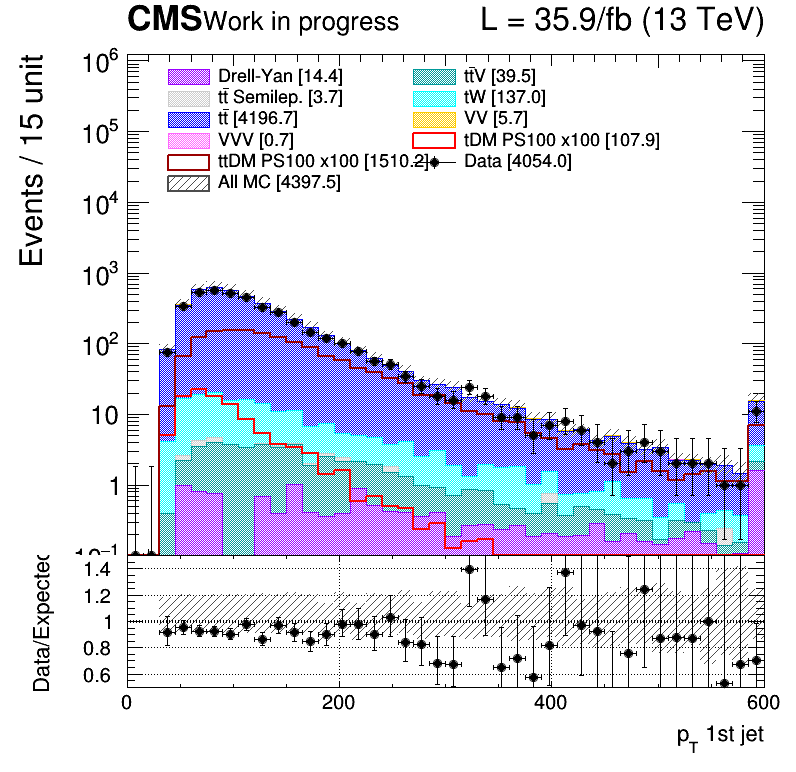 CMS Work in progress L = 35.9/fb (13 TeV)
Events / 15 unit
10⁶
10⁵
10⁴
10³
10²
10
1
10⁻¹
Drell-Yan [14.4] tt̄V [39.5]
tt̄ Semilep. [3.7] tW [137.0]
tt̄ [4196.7] VV [5.7]
VVV [0.7] tDM PS100 x100 [107.9]
ttDM PS100 x100 [1510.2] Data [4054.0]
All MC [4397.5]
Data/Expected
1.4
1.2
1
0.8
0.6
0 200 400 600
p_T 1st jet